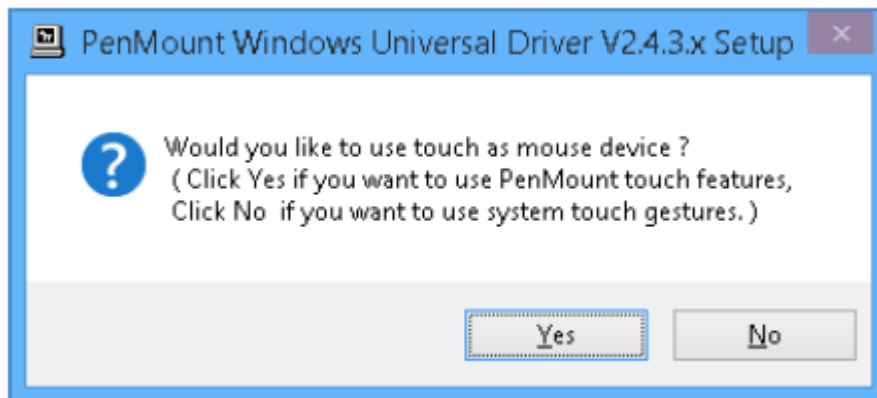 PenMount Windows Universal Driver V2.4.3.x Setup
Would you like to use touch as mouse device ?
( Click Yes if you want to use PenMount touch features,
Click No  if you want to use system touch gestures. )
Yes
No